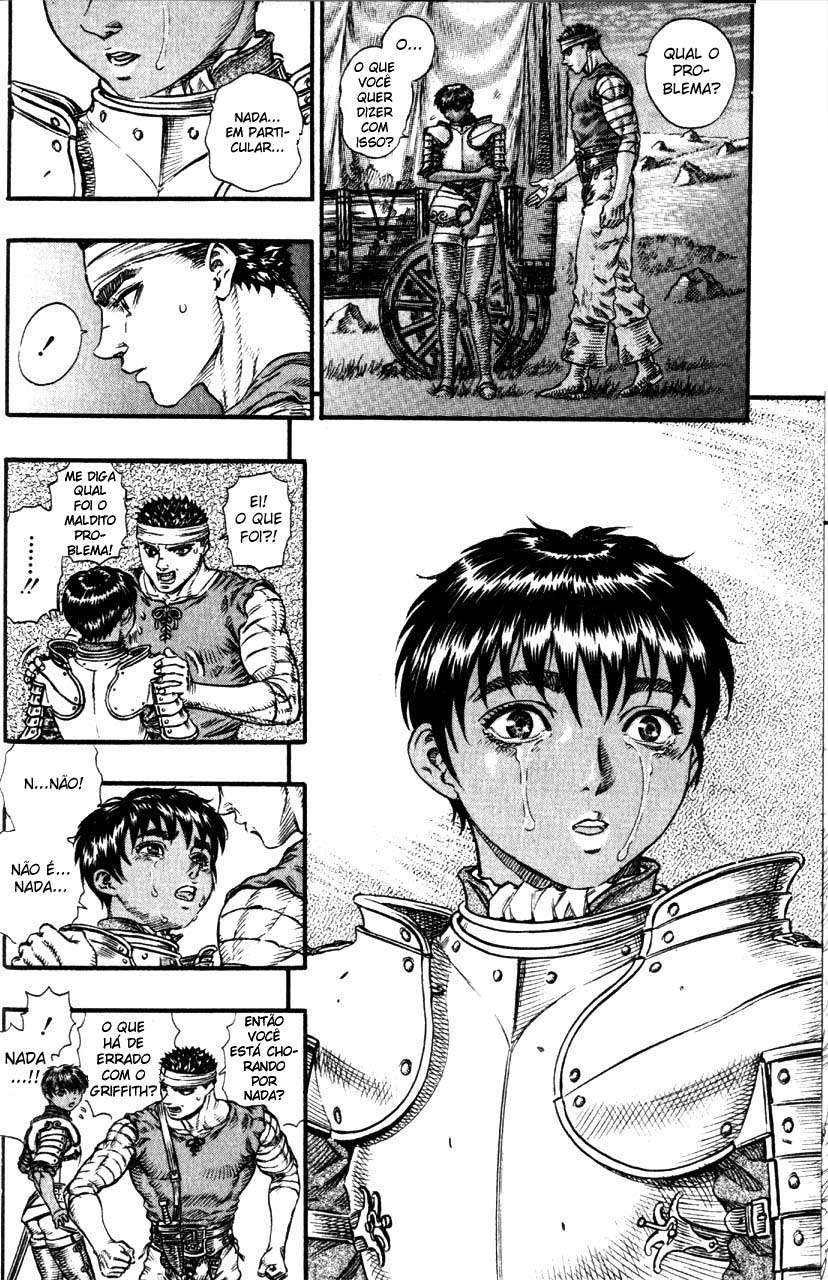 QUAL O
PRO-
BLEMA?
O...
O QUE
VOCÊ
QUER
DIZER
COM
ISSO?
NADA...
EM PARTI-
CULAR...
!
EI!
O QUE
FOI?!
ME DIGA
QUAL
FOI O
MALDITO
PRO-
BLEMA!
......
!!
N...NÃO!
NÃO É...
NADA...
ENTÃO
VOCÊ
ESTÁ CHO-
RANDO
POR
NADA?
O QUE
HÁ DE
ERRADO
COM O
GRIFFITH?
!
NADA
...!!